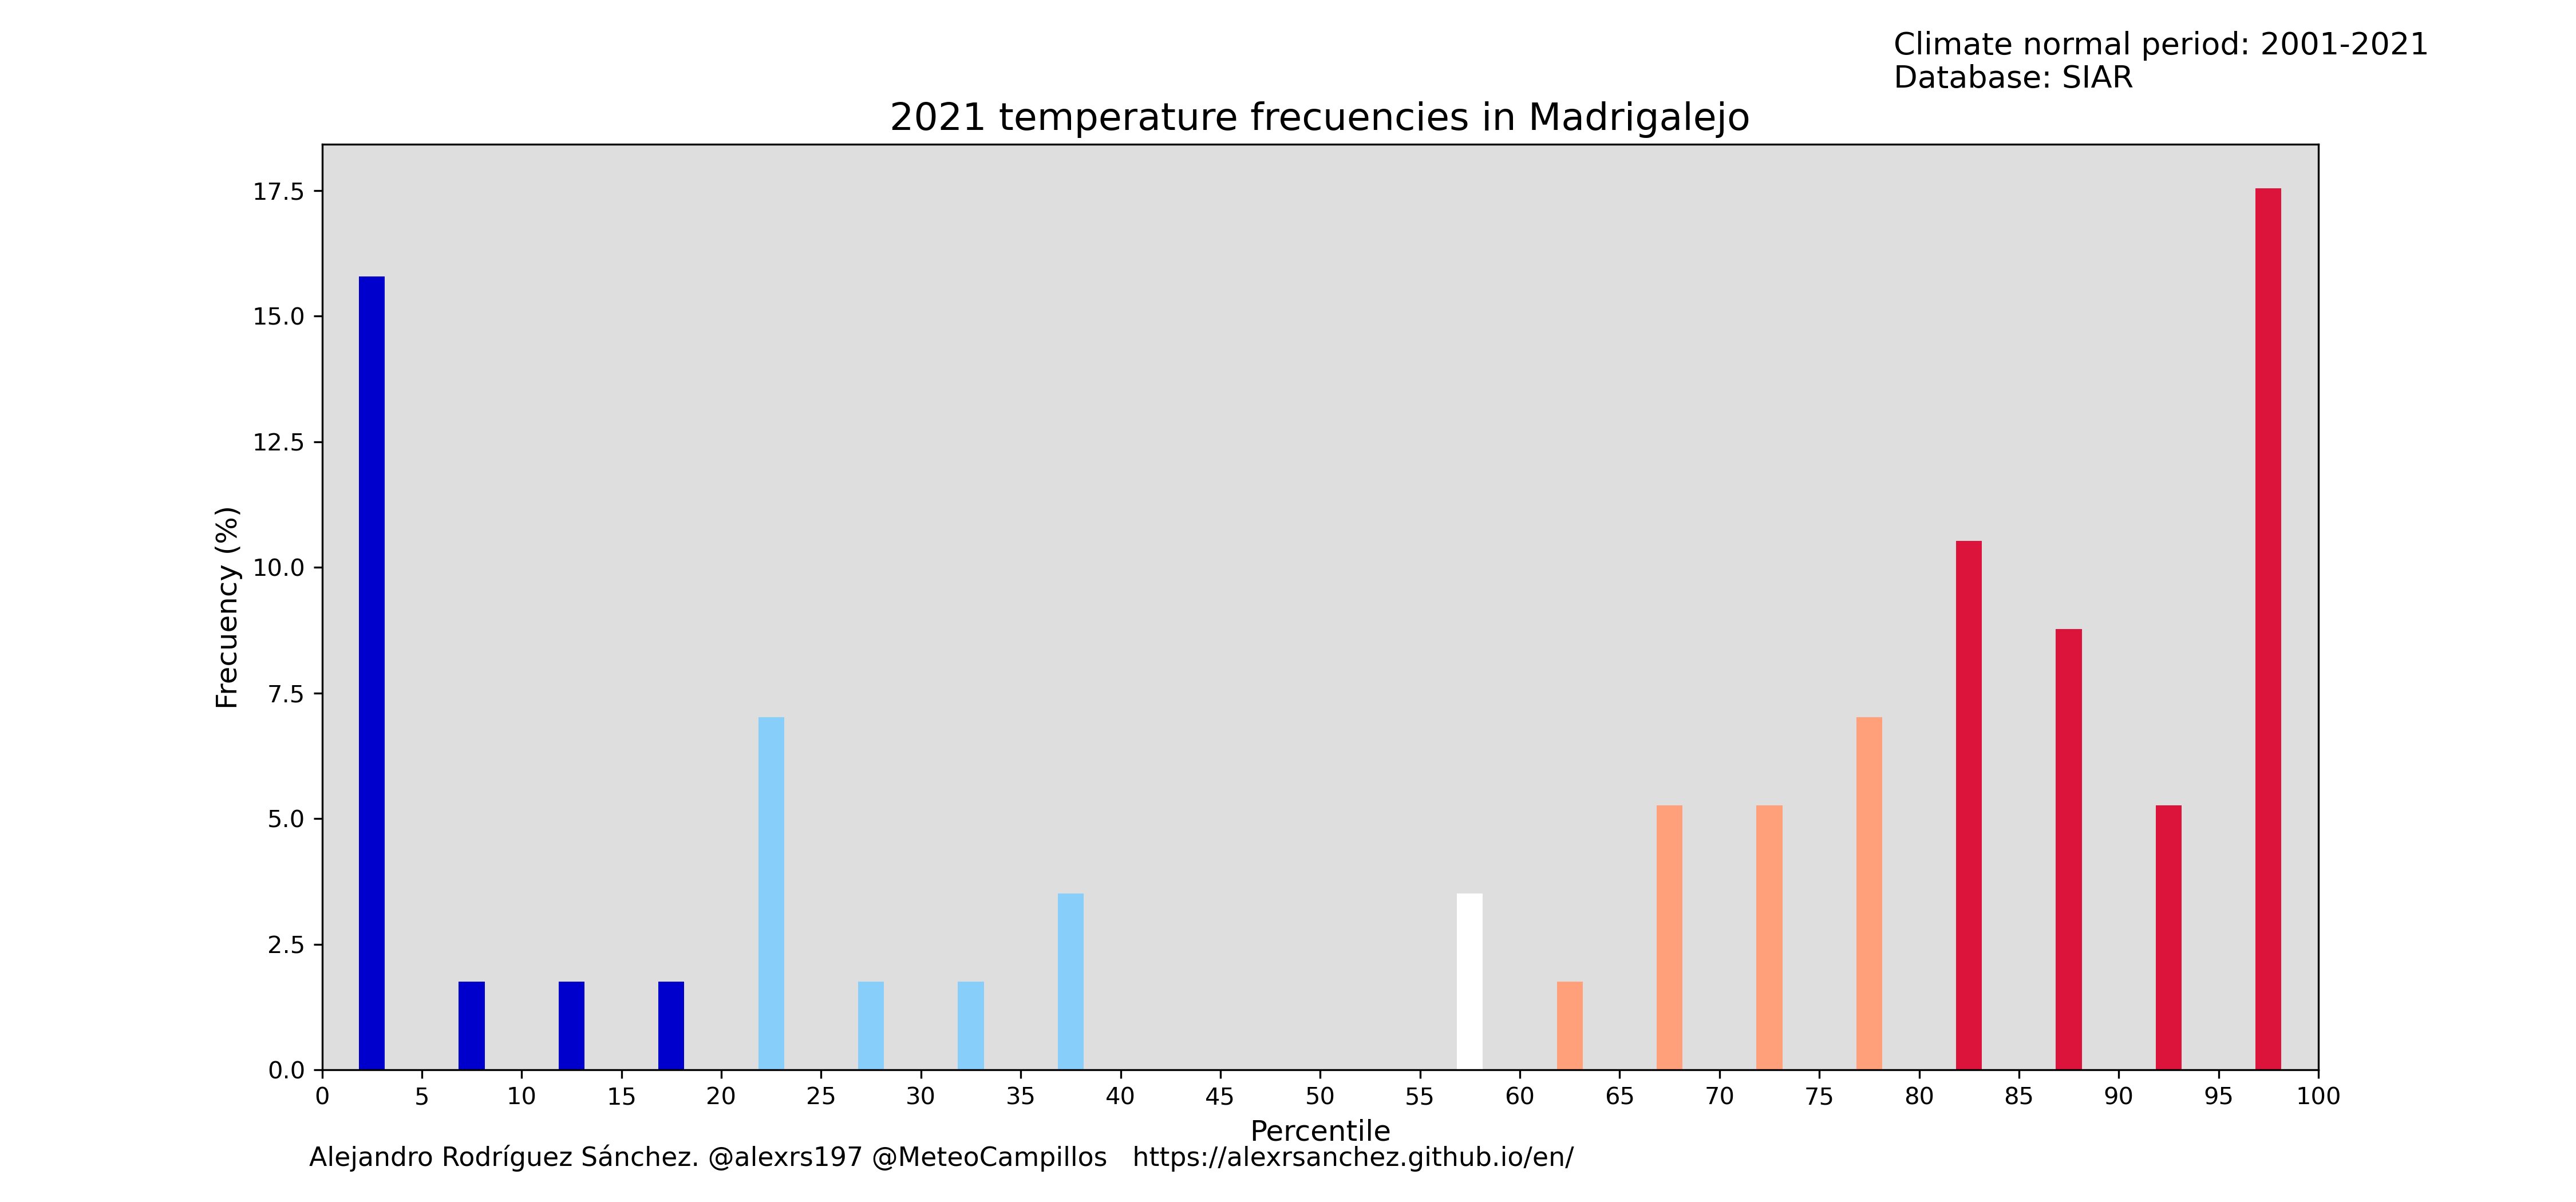 Climate normal period: 2001-2021
Database: SIAR
2021 temperature frecuencies in Madrigalejo
17.5
15.0
12.5
10.0
7.5
5.0
2.5
0.0
Frecuency (%)
0 5 10 15 20 25 30 35 40 45 50 55 60 65 70 75 80 85 90 95 100
Percentile
Alejandro Rodríguez Sánchez. @alexrs197 @MeteoCampillos https://alexrsanchez.github.io/en/